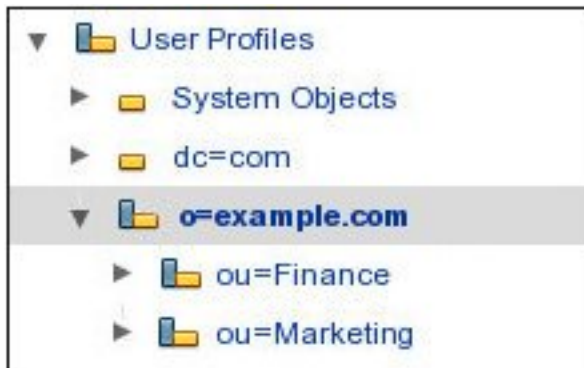 User Profiles
System Objects
dc=com
o=example.com
ou=Finance
ou=Marketing